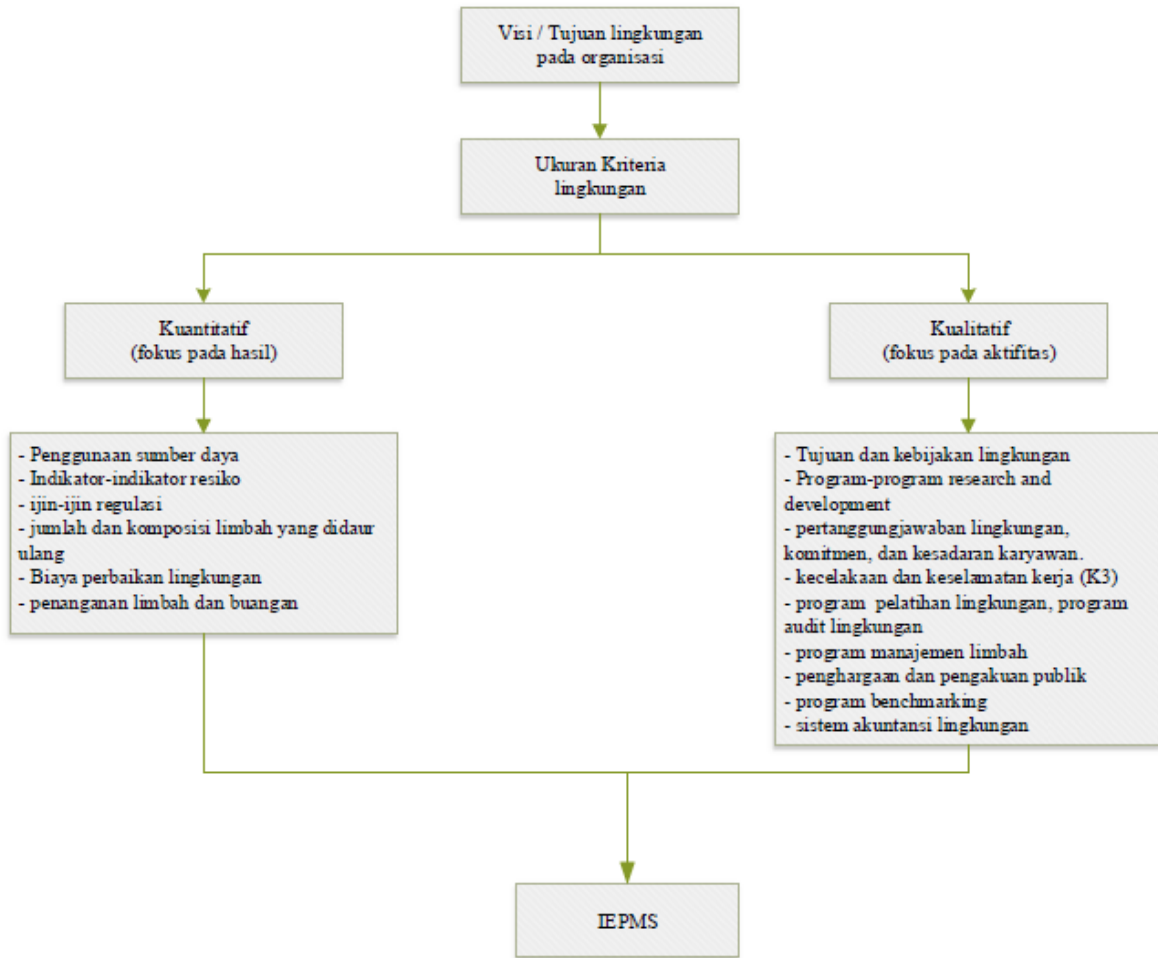 Visi / Tujuan lingkungan
pada organisasi
Ukuran Kriteria
lingkungan
Kuantitatif
(fokus pada hasil)
Kualitatif
(fokus pada aktifitas)
- Penggunaan sumber daya
- Indikator-indikator resiko
- ijin-ijin regulasi
- jumlah dan komposisi limbah yang didaur
ulang
- Biaya perbaikan lingkungan
- penanganan limbah dan buangan
- Tujuan dan kebijakan lingkungan
- Program-program research and
development
- pertanggungjawaban lingkungan,
komitmen, dan kesadaran karyawan.
- kecelakaan dan keselamatan kerja (K3)
- program pelatihan lingkungan, program
audit lingkungan
- program manajemen limbah
- penghargaan dan pengakuan publik
- program benchmarking
- sistem akuntansi lingkungan
IEPMS